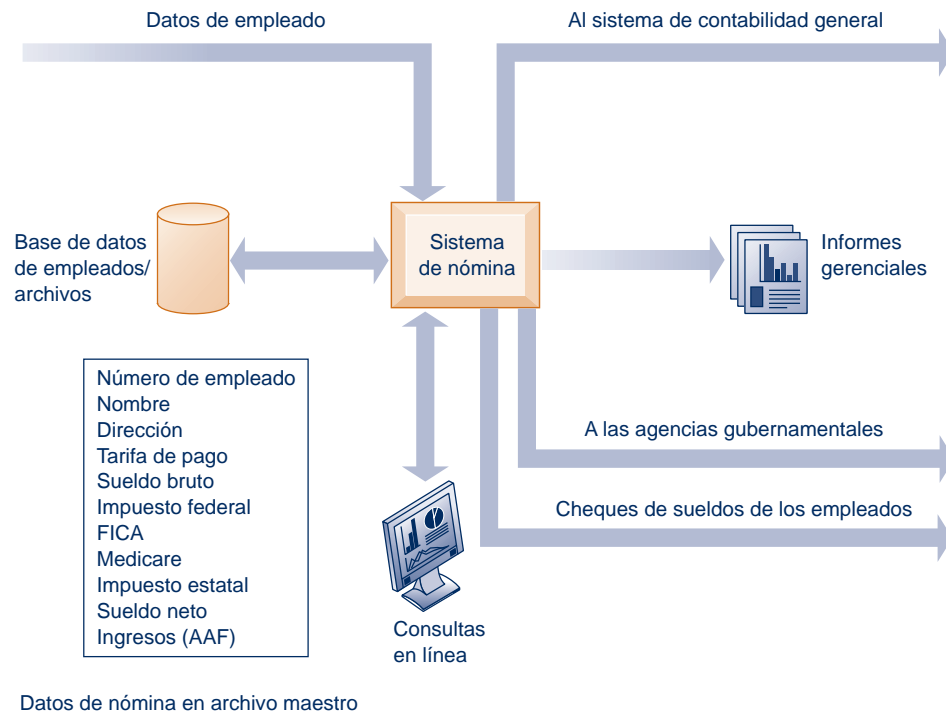 Datos de empleado
Al sistema de contabilidad general
Base de datos
de empleados/
archivos
Sistema
de nómina
Informes
gerenciales
Número de empleado
Nombre
Dirección
Tarifa de pago
Sueldo bruto
Impuesto federal
FICA
Medicare
Impuesto estatal
Sueldo neto
Ingresos (AAF)
A las agencias gubernamentales
Cheques de sueldos de los empleados
Consultas
en línea
Datos de nómina en archivo maestro